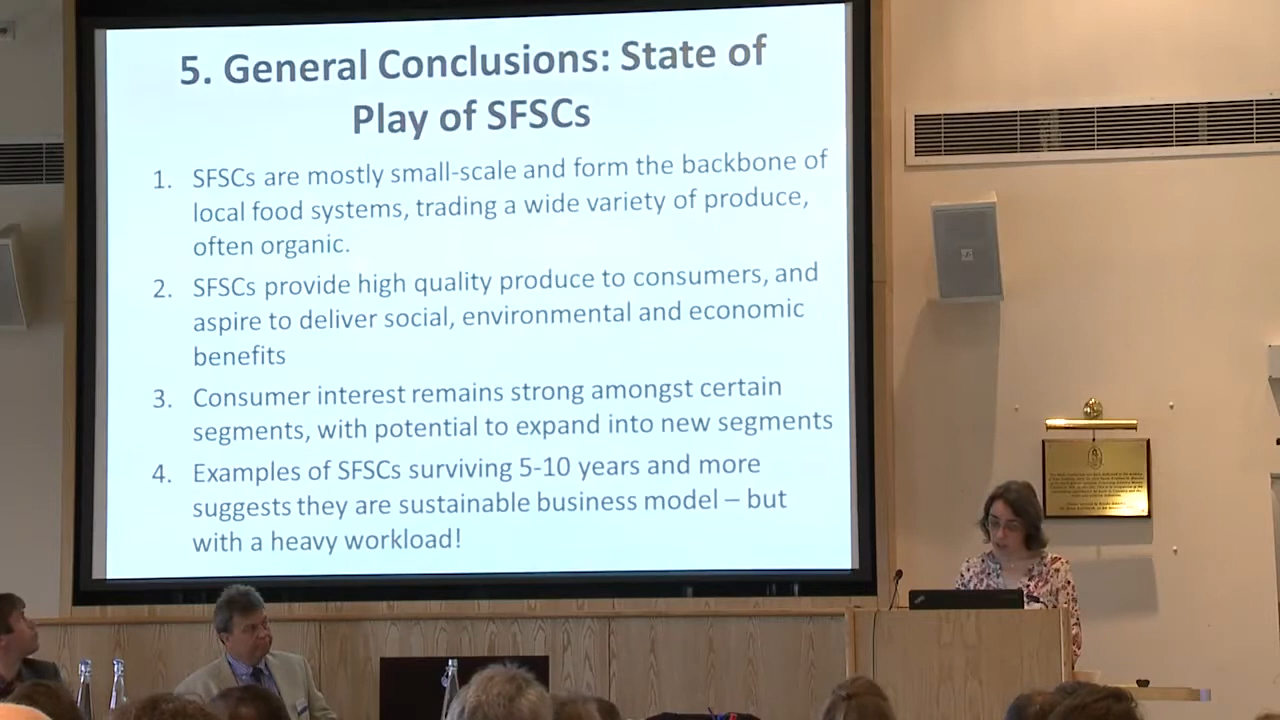 5. General Conclusions: State of
Play of SFSCs
1. SFSCs are mostly small-scale and form the backbone of
local food systems, trading a wide variety of produce,
often organic.
2. SFSCs provide high quality produce to consumers, and
aspire to deliver social, environmental and economic
benefits
3. Consumer interest remains strong amongst certain
segments, with potential to expand into new segments
4. Examples of SFSCs surviving 5-10 years and more
suggests they are sustainable business model – but
with a heavy workload!